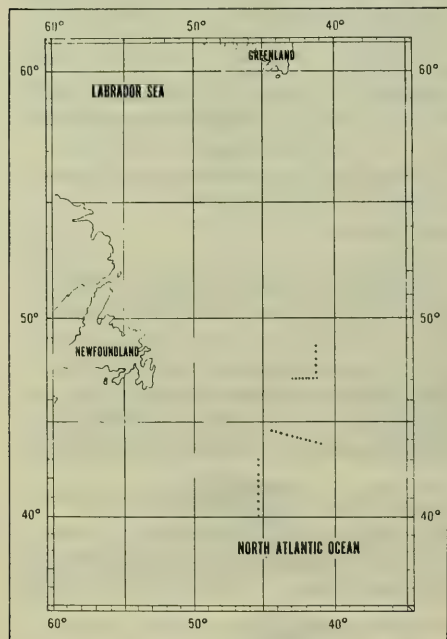 60° 50° 40°
GREENLAND
60° 60°
LABRADOR SEA
50° 50°
NEWFOUNDLAND
40° 40°
NORTH ATLANTIC OCEAN
60° 50° 40°